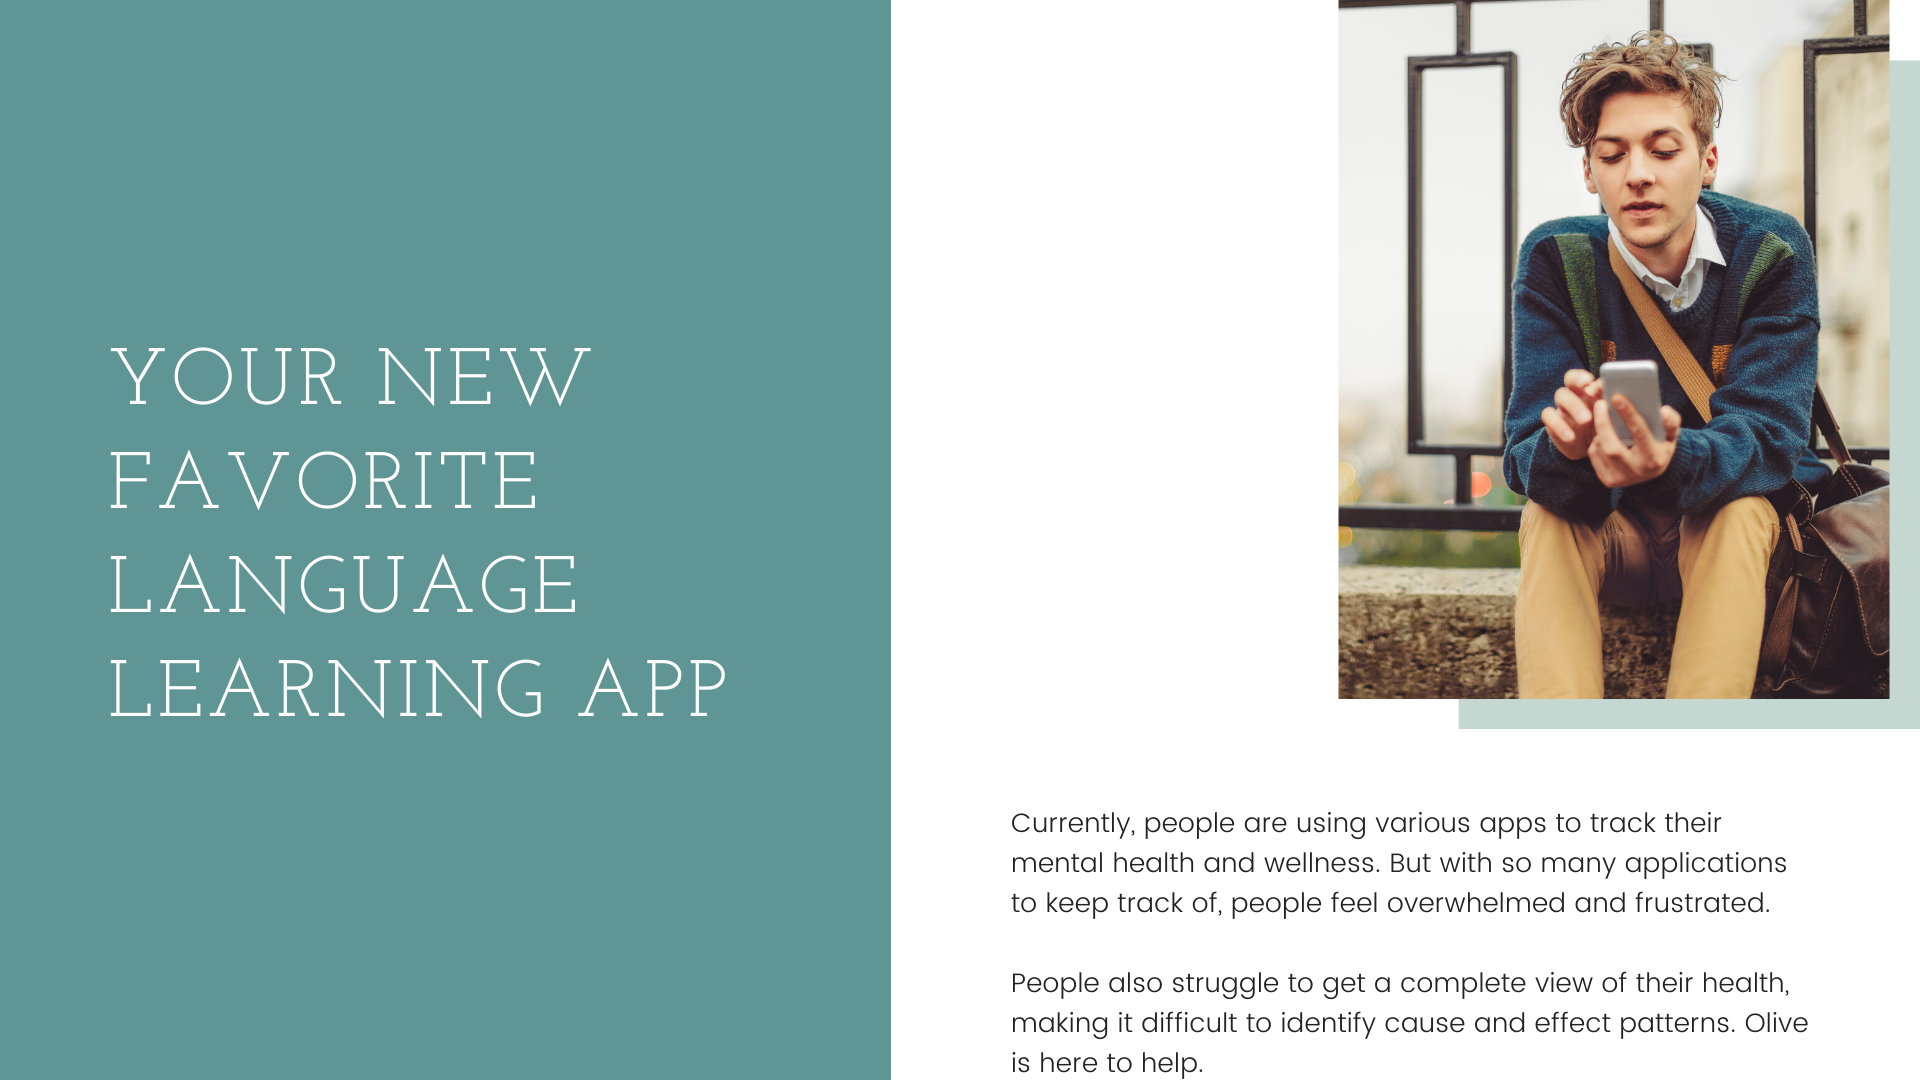 YOUR NEW
FAVORITE
LANGUAGE
LEARNING APP
Currently, people are using various apps to track their
mental health and wellness. But with so many applications
to keep track of, people feel overwhelmed and frustrated.
People also struggle to get a complete view of their health,
making it difficult to identify cause and effect patterns. Olive
is here to help.